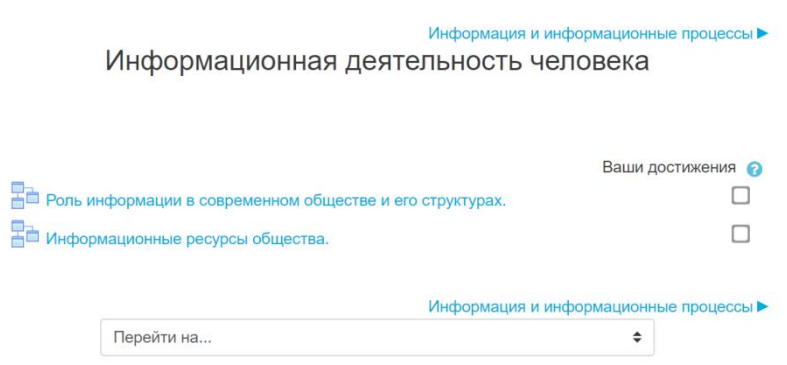 Информация и информационные процессы ►
Информационная деятельность человека
Ваши достижения ?
Роль информации в современном обществе и его структурах.
Информационные ресурсы общества.
Информация и информационные процессы ►
Перейти на...